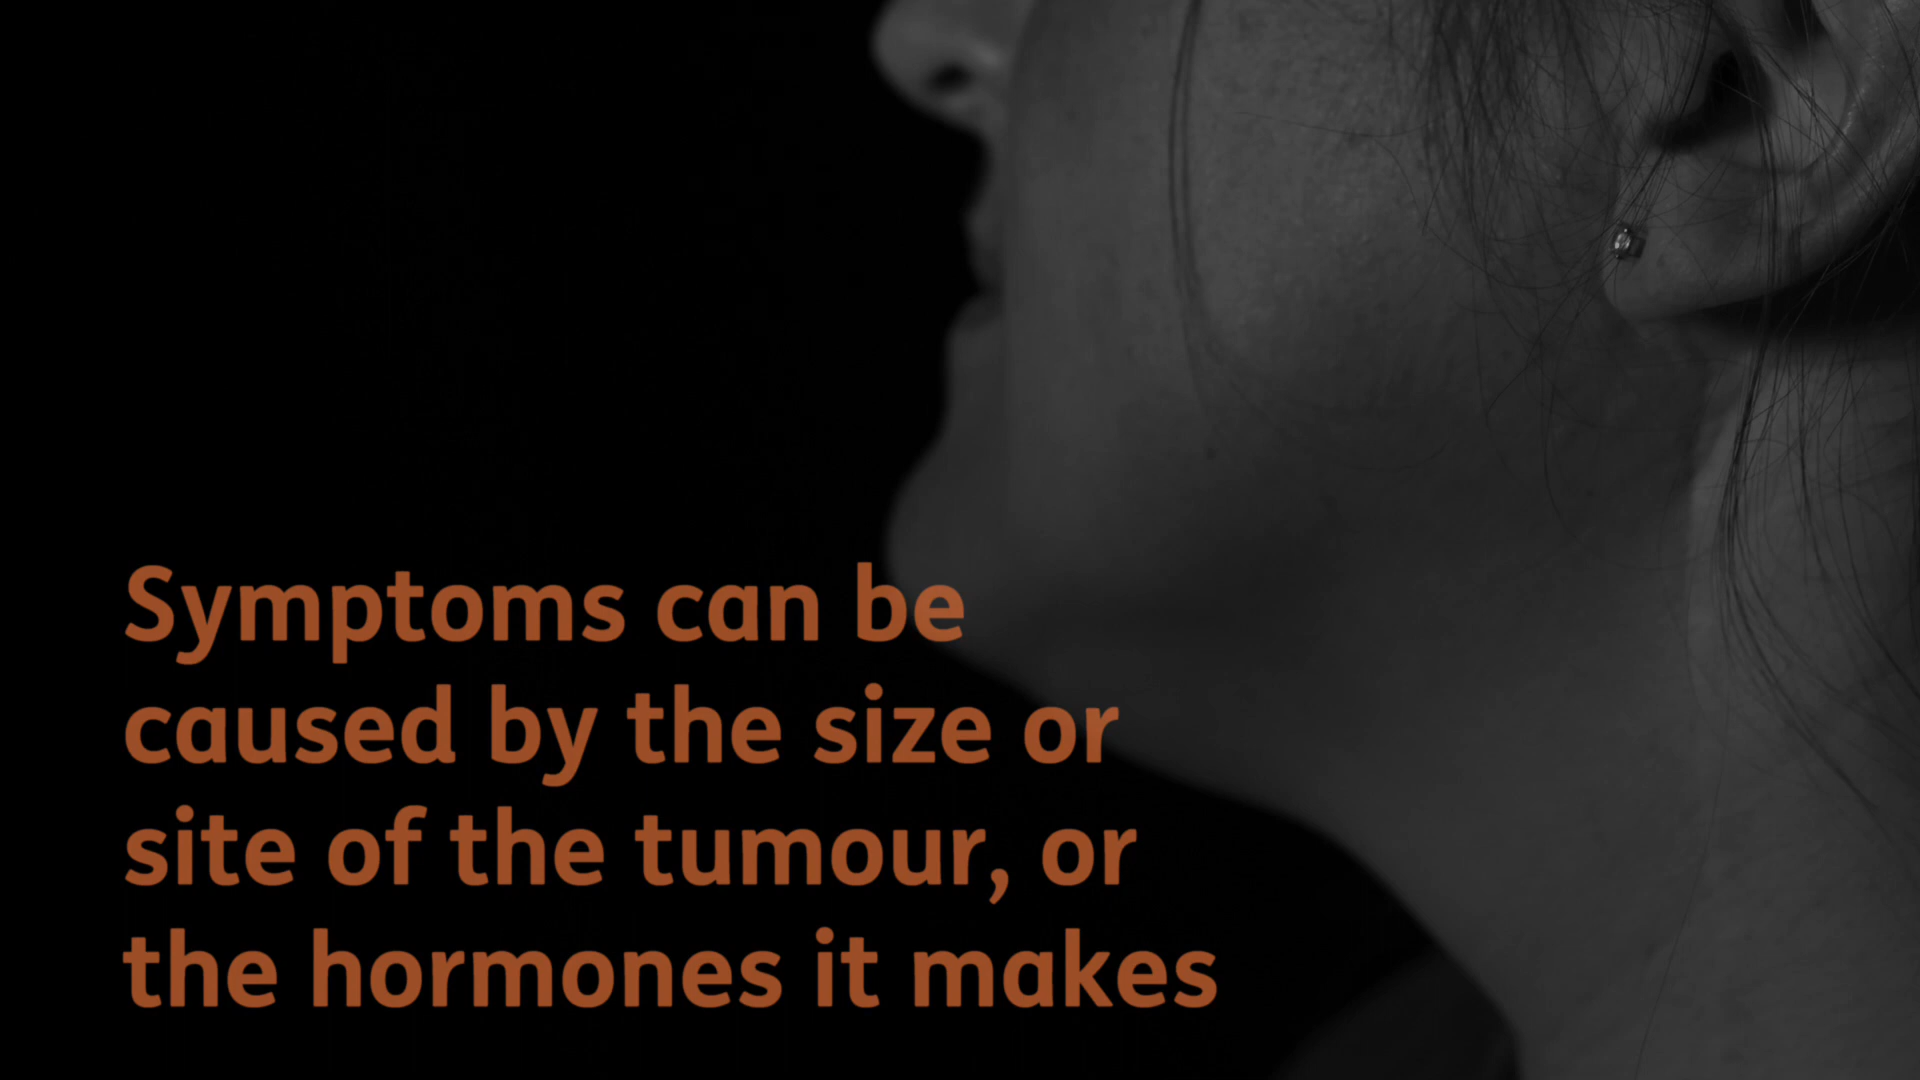 Symptoms can be
caused by the size or
site of the tumour, or
the hormones it makes